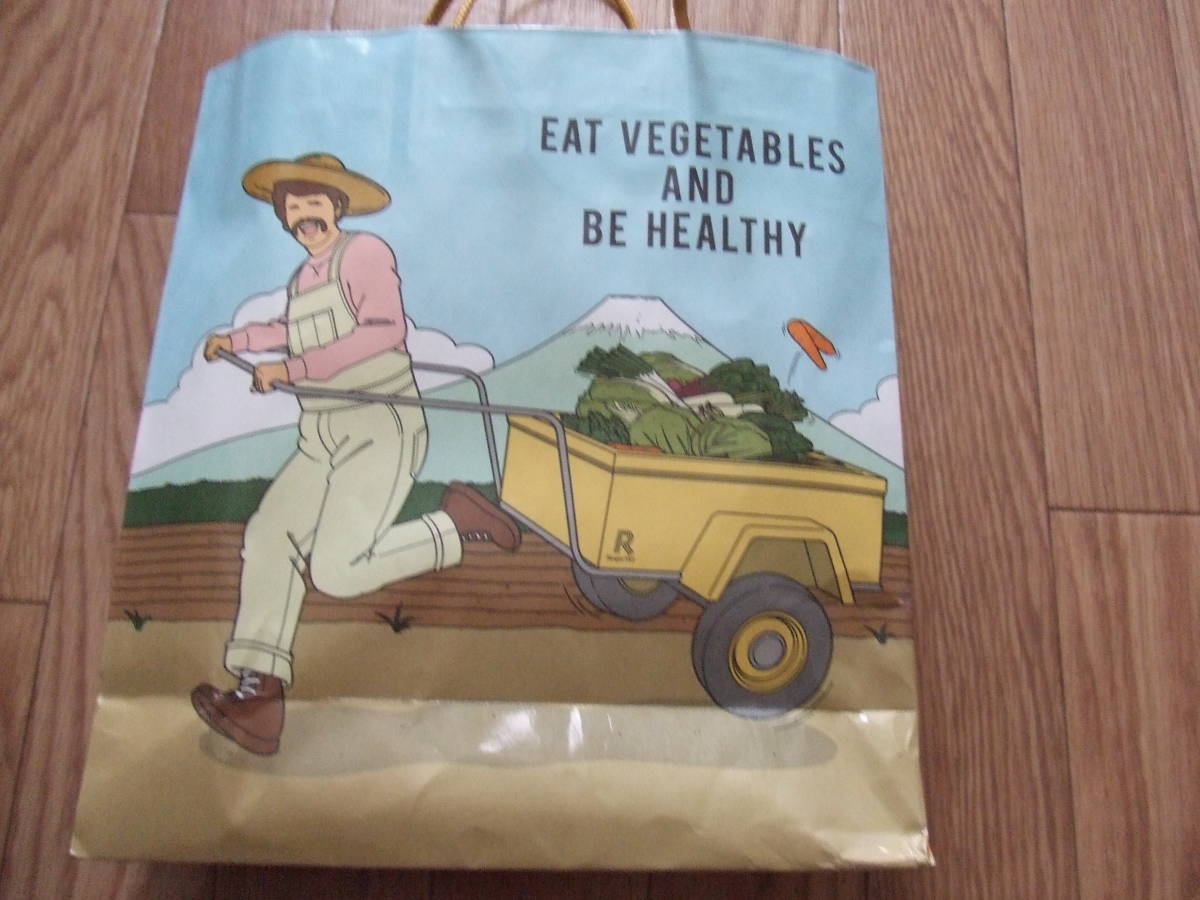 EAT VEGETABLES
AND
BE HEALTHY
R